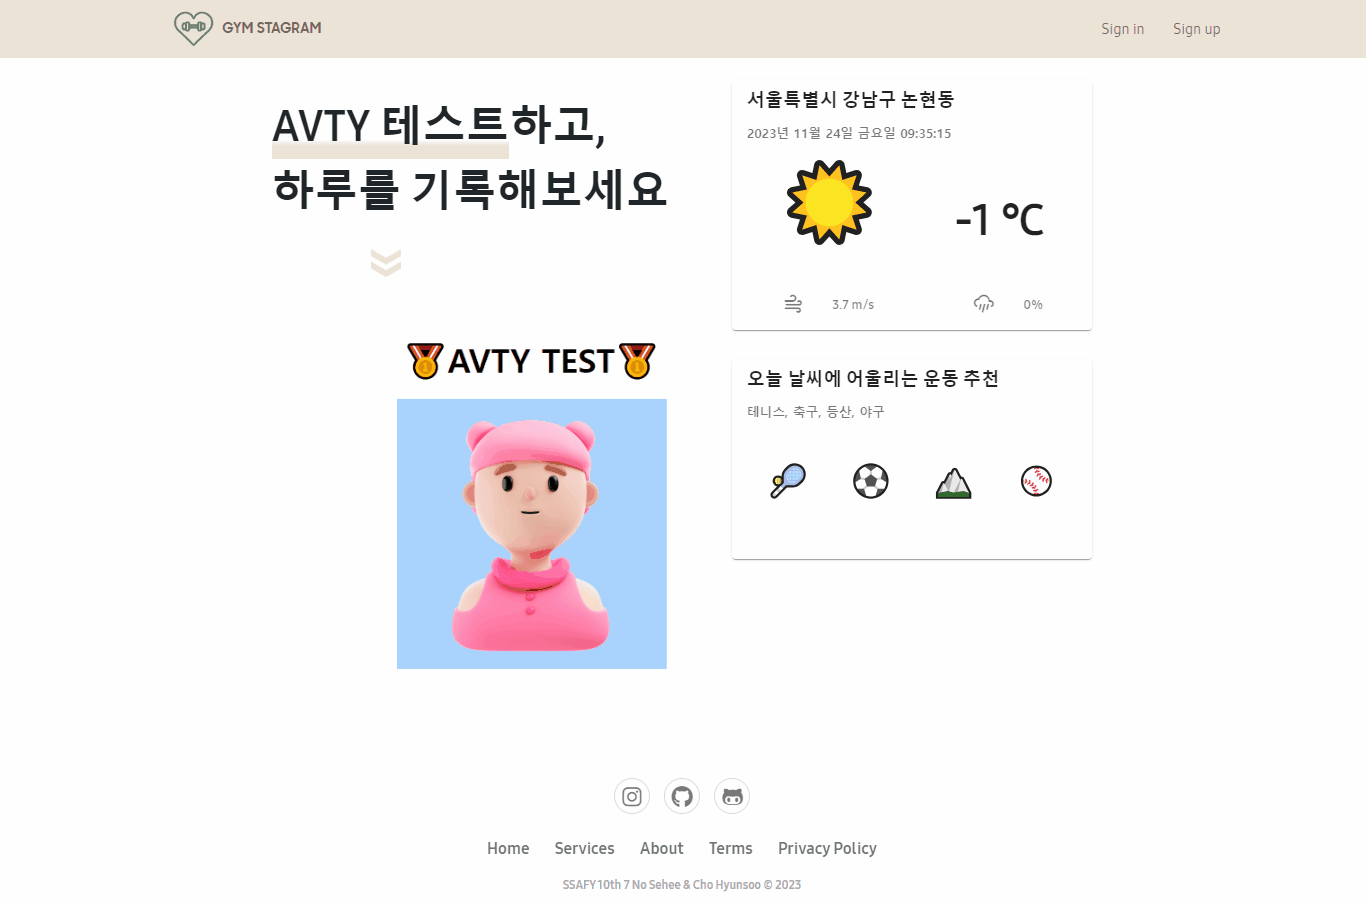 GYM STAGRAM
Sign in
Sign up
AVTY 테스트하고,
하루를 기록해보세요
AVTY TEST
서울특별시 강남구 논현동
2023년 11월 24일 금요일 09:35:15
-1 ℃
3.7 m/s
0%
오늘 날씨에 어울리는 운동 추천
테니스, 축구, 등산, 야구
Home
Services
About
Terms
Privacy Policy
SSAFY 10th 7 No Sehee & Cho Hyunsoo © 2023